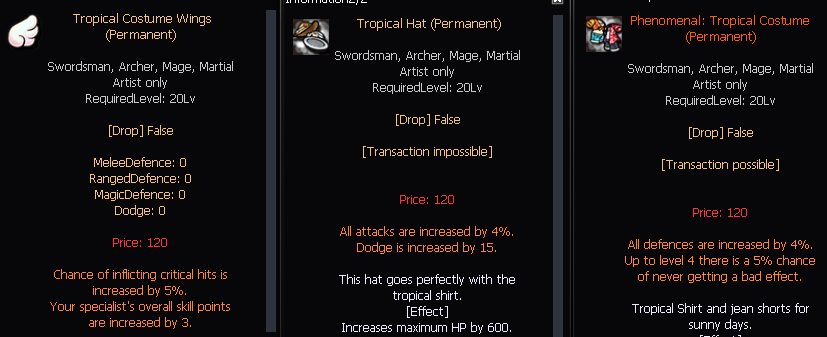 Tropical Costume Wings
(Permanent)
Swordsman, Archer, Mage, Martial
Artist only
RequiredLevel: 20Lv
[Drop] False
MeleeDefence: 0
RangedDefence: 0
MagicDefence: 0
Dodge: 0
Price: 120
Chance of inflicting critical hits is
increased by 5%.
Your specialist's overall skill points
are increased by 3.
Tropical Hat (Permanent)
Swordsman, Archer, Mage, Martial
Artist only
RequiredLevel: 20Lv
[Drop] False
[Transaction impossible]
Price: 120
All attacks are increased by 4%.
Dodge is increased by 15.
This hat goes perfectly with the
tropical shirt.
[Effect]
Increases maximum HP by 600.
Phenomenal: Tropical Costume
(Permanent)
Swordsman, Archer, Mage, Martial
Artist only
RequiredLevel: 20Lv
[Drop] False
[Transaction possible]
Price: 120
All defences are increased by 4%.
Up to level 4 there is a 5% chance
of never getting a bad effect.
Tropical Shirt and jean shorts for
sunny days.